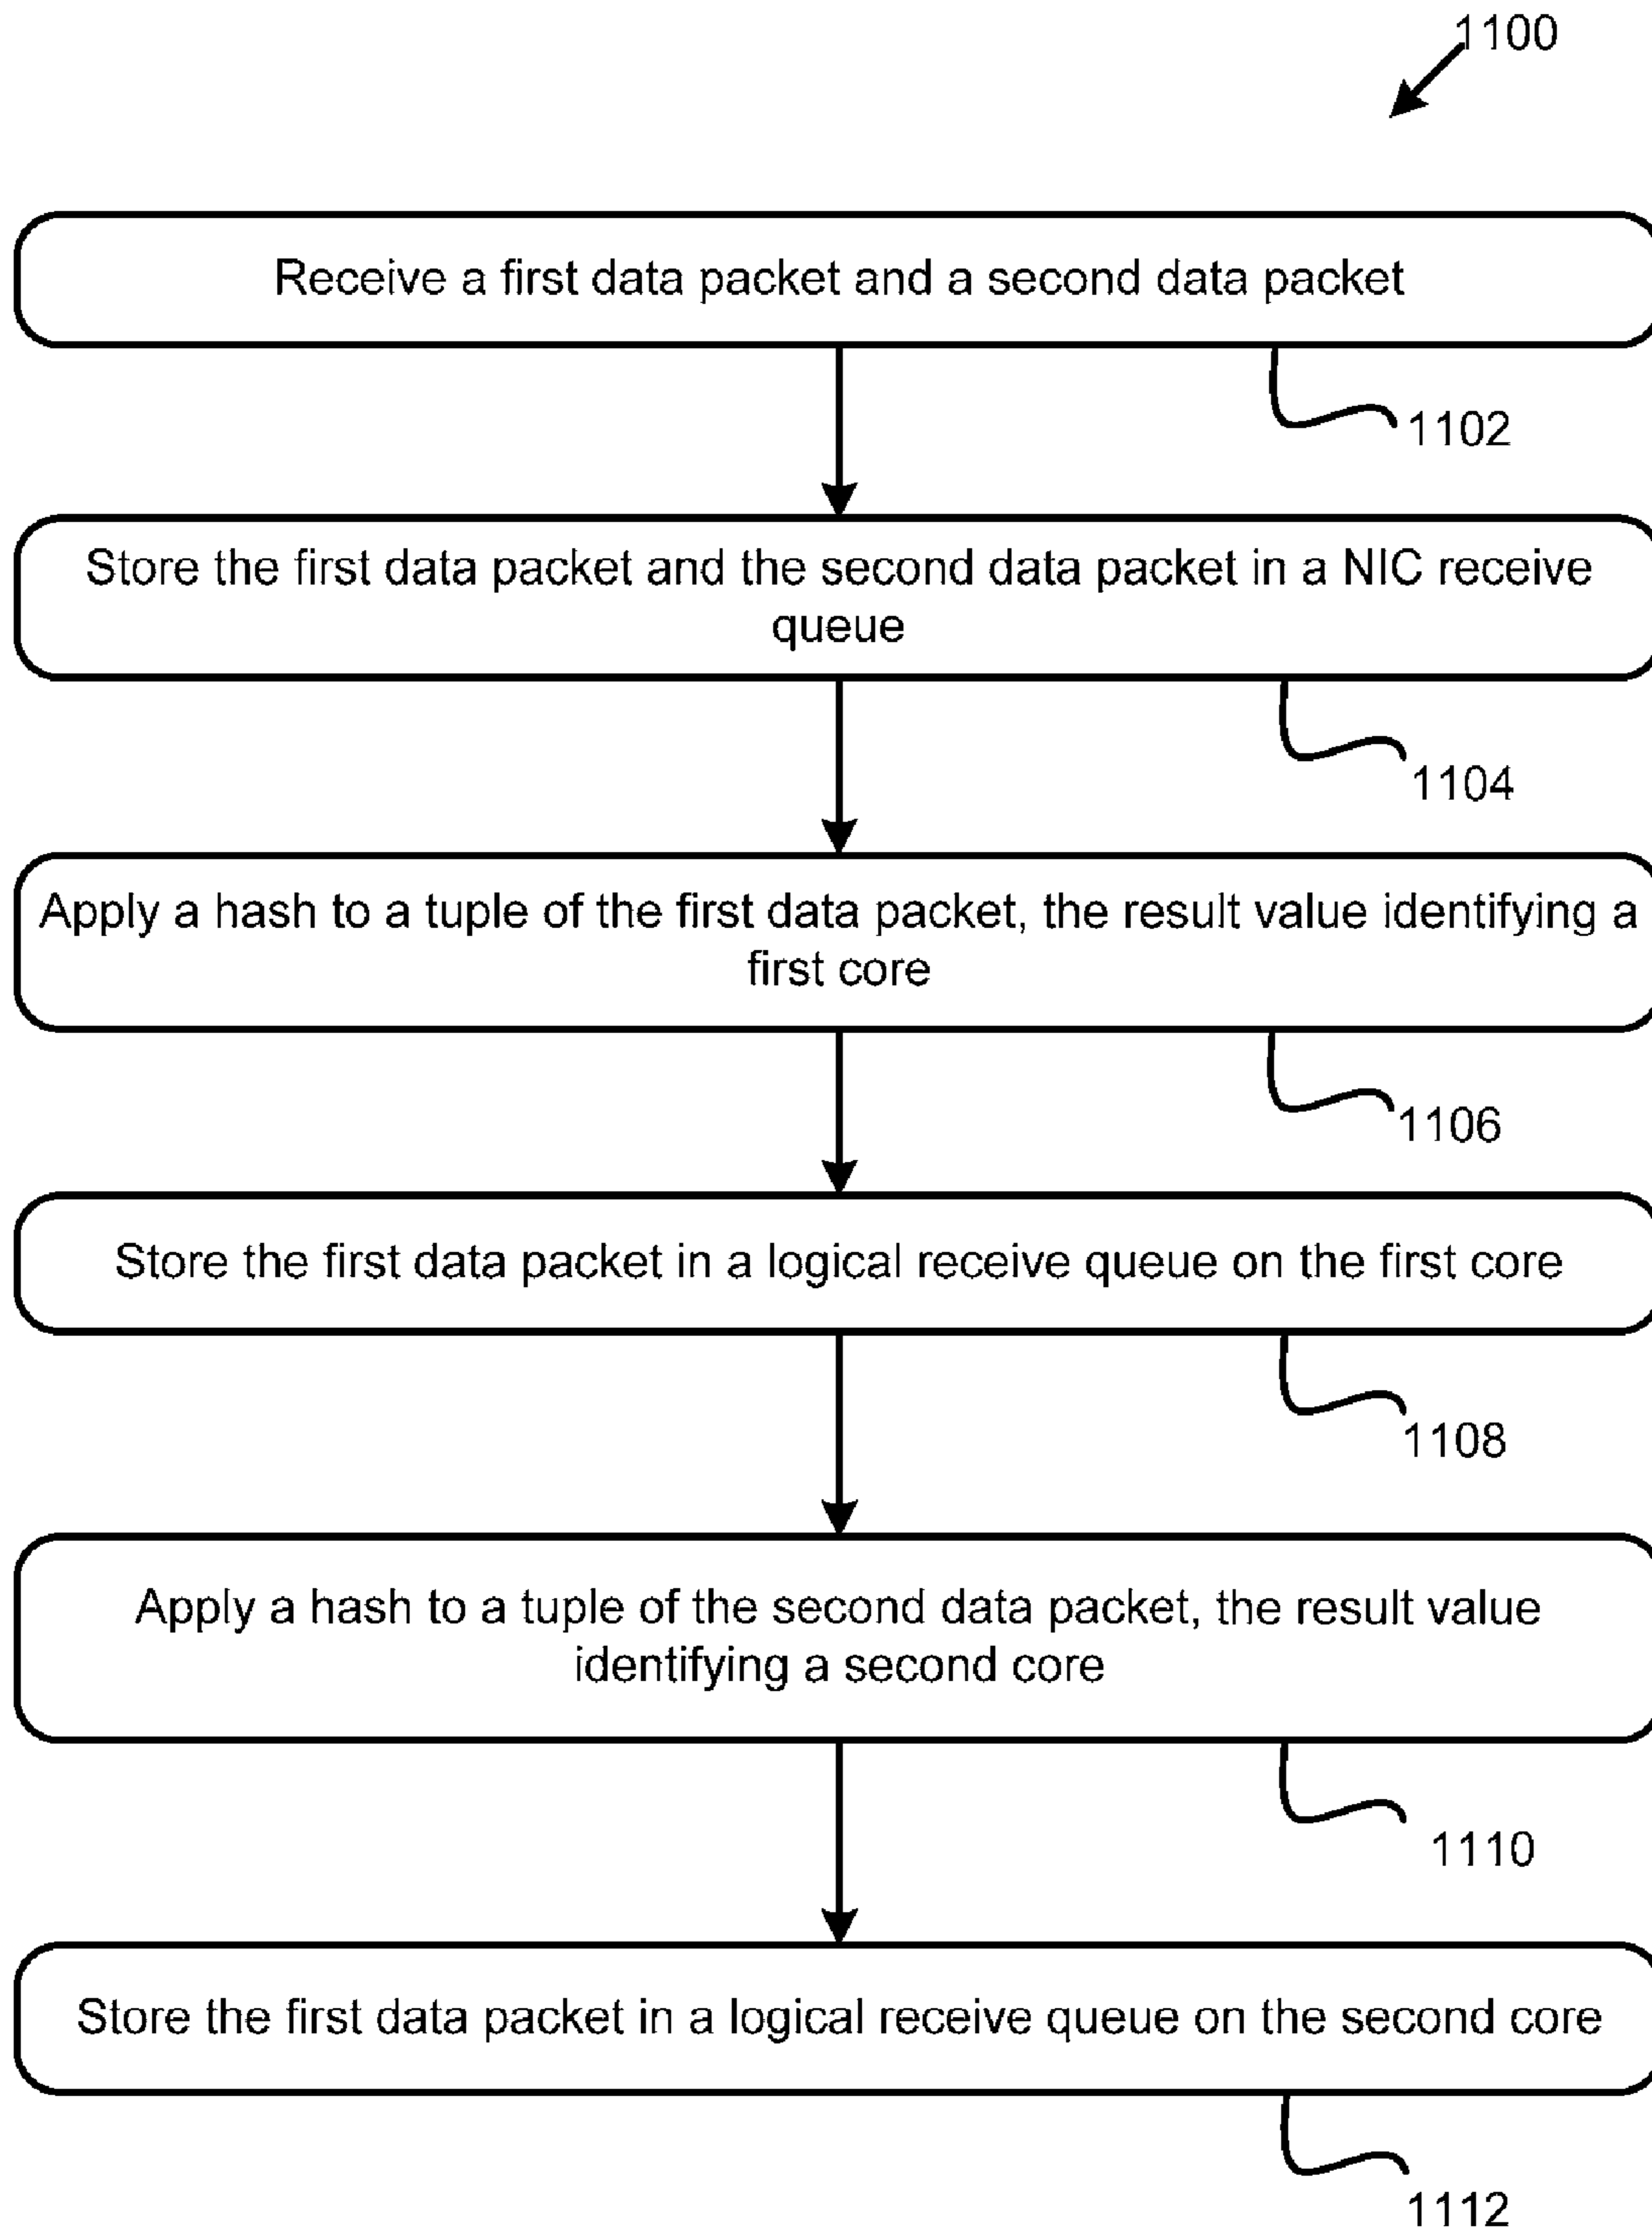 1100
Receive a first data packet and a second data packet
1102
Store the first data packet and the second data packet in a NIC receive
queue
1104
Apply a hash to a tuple of the first data packet, the result value identifying a
first core
1106
Store the first data packet in a logical receive queue on the first core
1108
Apply a hash to a tuple of the second data packet, the result value
identifying a second core
1110
Store the first data packet in a logical receive queue on the second core
1112